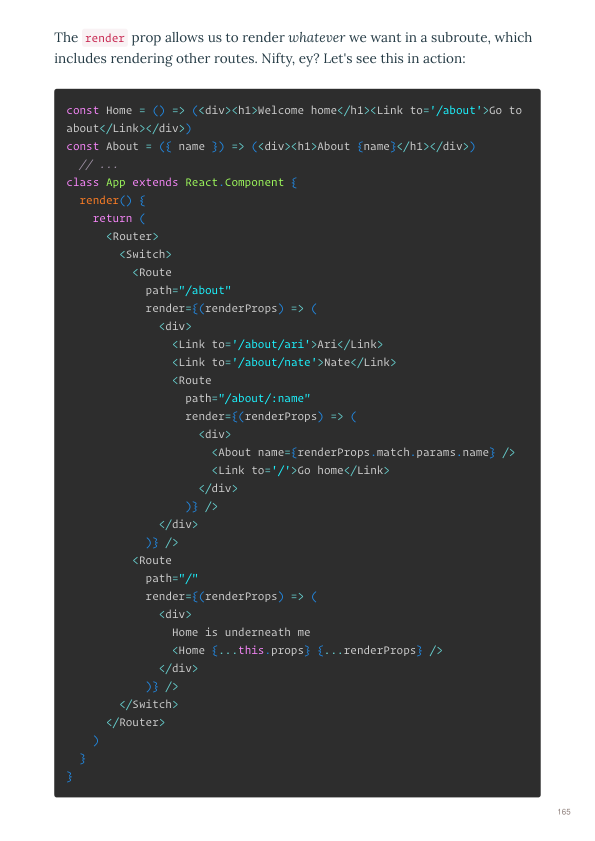 The render prop allows us to render whatever we want in a subroute, which
includes rendering other routes. Nifty, ey? Let's see this in action:
const Home = () => (<div><h1>Welcome home</h1><Link to='/about'>Go to
about</Link></div>)
const About = ({ name }) => (<div><h1>About {name}</h1></div>)
  // ...
class App extends React.Component {
  render() {
    return (
      <Router>
        <Switch>
          <Route
            path="/about"
            render={(renderProps) => (
              <div>
                <Link to='/about/ari'>Ari</Link>
                <Link to='/about/nate'>Nate</Link>
                <Route
                  path="/about/:name"
                  render={(renderProps) => (
                    <div>
                      <About name={renderProps.match.params.name} />
                      <Link to='/'>Go home</Link>
                    </div>
                  )} />
              </div>
            )} />
          <Route
            path="/"
            render={(renderProps) => (
              <div>
                Home is underneath me
                <Home {...this.props} {...renderProps} />
              </div>
            )} />
        </Switch>
      </Router>
    )
  }
}
165